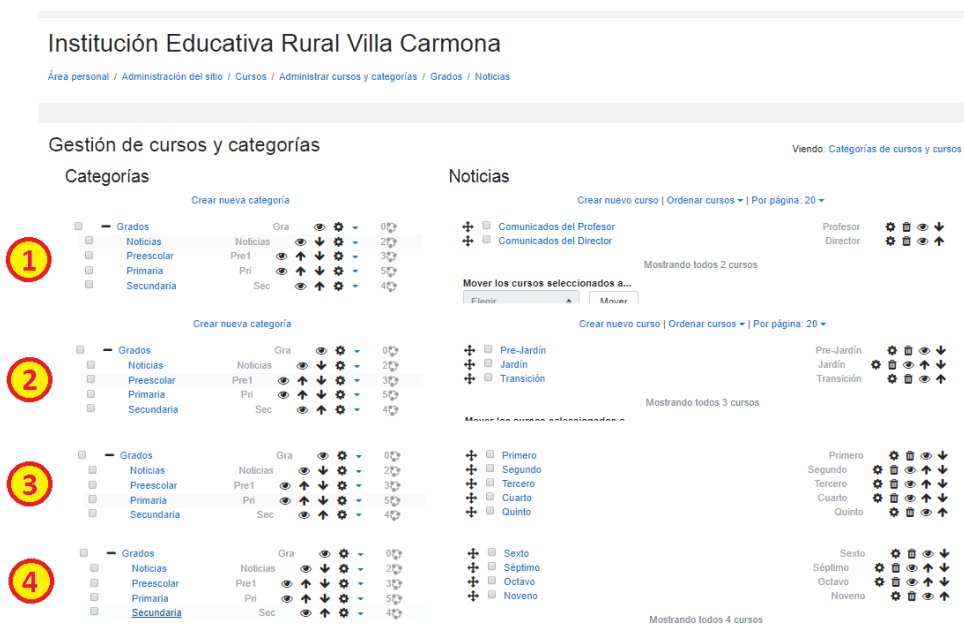 Institución Educativa Rural Villa Carmona
Área personal / Administración del sitio / Cursos / Administrar cursos y categorías / Grados / Noticias
Gestión de cursos y categorías
Viendo: Categorías de cursos y cursos
Categorías
Noticias
Crear nueva categoría
Crear nuevo curso | Ordenar cursos | Por página: 20
1
Grados Gra 0
Noticias Noticias 2
Preescolar Pre1 3
Primaria Pri 5
Secundaria Sec 4
Comunicados del Profesor Profesor
Comunicados del Director Director
Mostrando todos 2 cursos
Mover los cursos seleccionados a...
Elegir Mover
Crear nueva categoría
Crear nuevo curso | Ordenar cursos | Por página: 20
2
Grados Gra 0
Noticias Noticias 2
Preescolar Pre1 3
Primaria Pri 5
Secundaria Sec 4
Pre-Jardín Pre-Jardín
Jardín Jardín
Transición Transición
Mostrando todos 3 cursos
Mover los cursos seleccionados a
3
Grados Gra 0
Noticias Noticias 2
Preescolar Pre1 3
Primaria Pri 5
Secundaria Sec 4
Primero Primero
Segundo Segundo
Tercero Tercero
Cuarto Cuarto
Quinto Quinto
4
Grados Gra 0
Noticias Noticias 2
Preescolar Pre1 3
Primaria Pri 5
Secundaria Sec 4
Sexto Sexto
Séptimo Séptimo
Octavo Octavo
Noveno Noveno
Mostrando todos 4 cursos